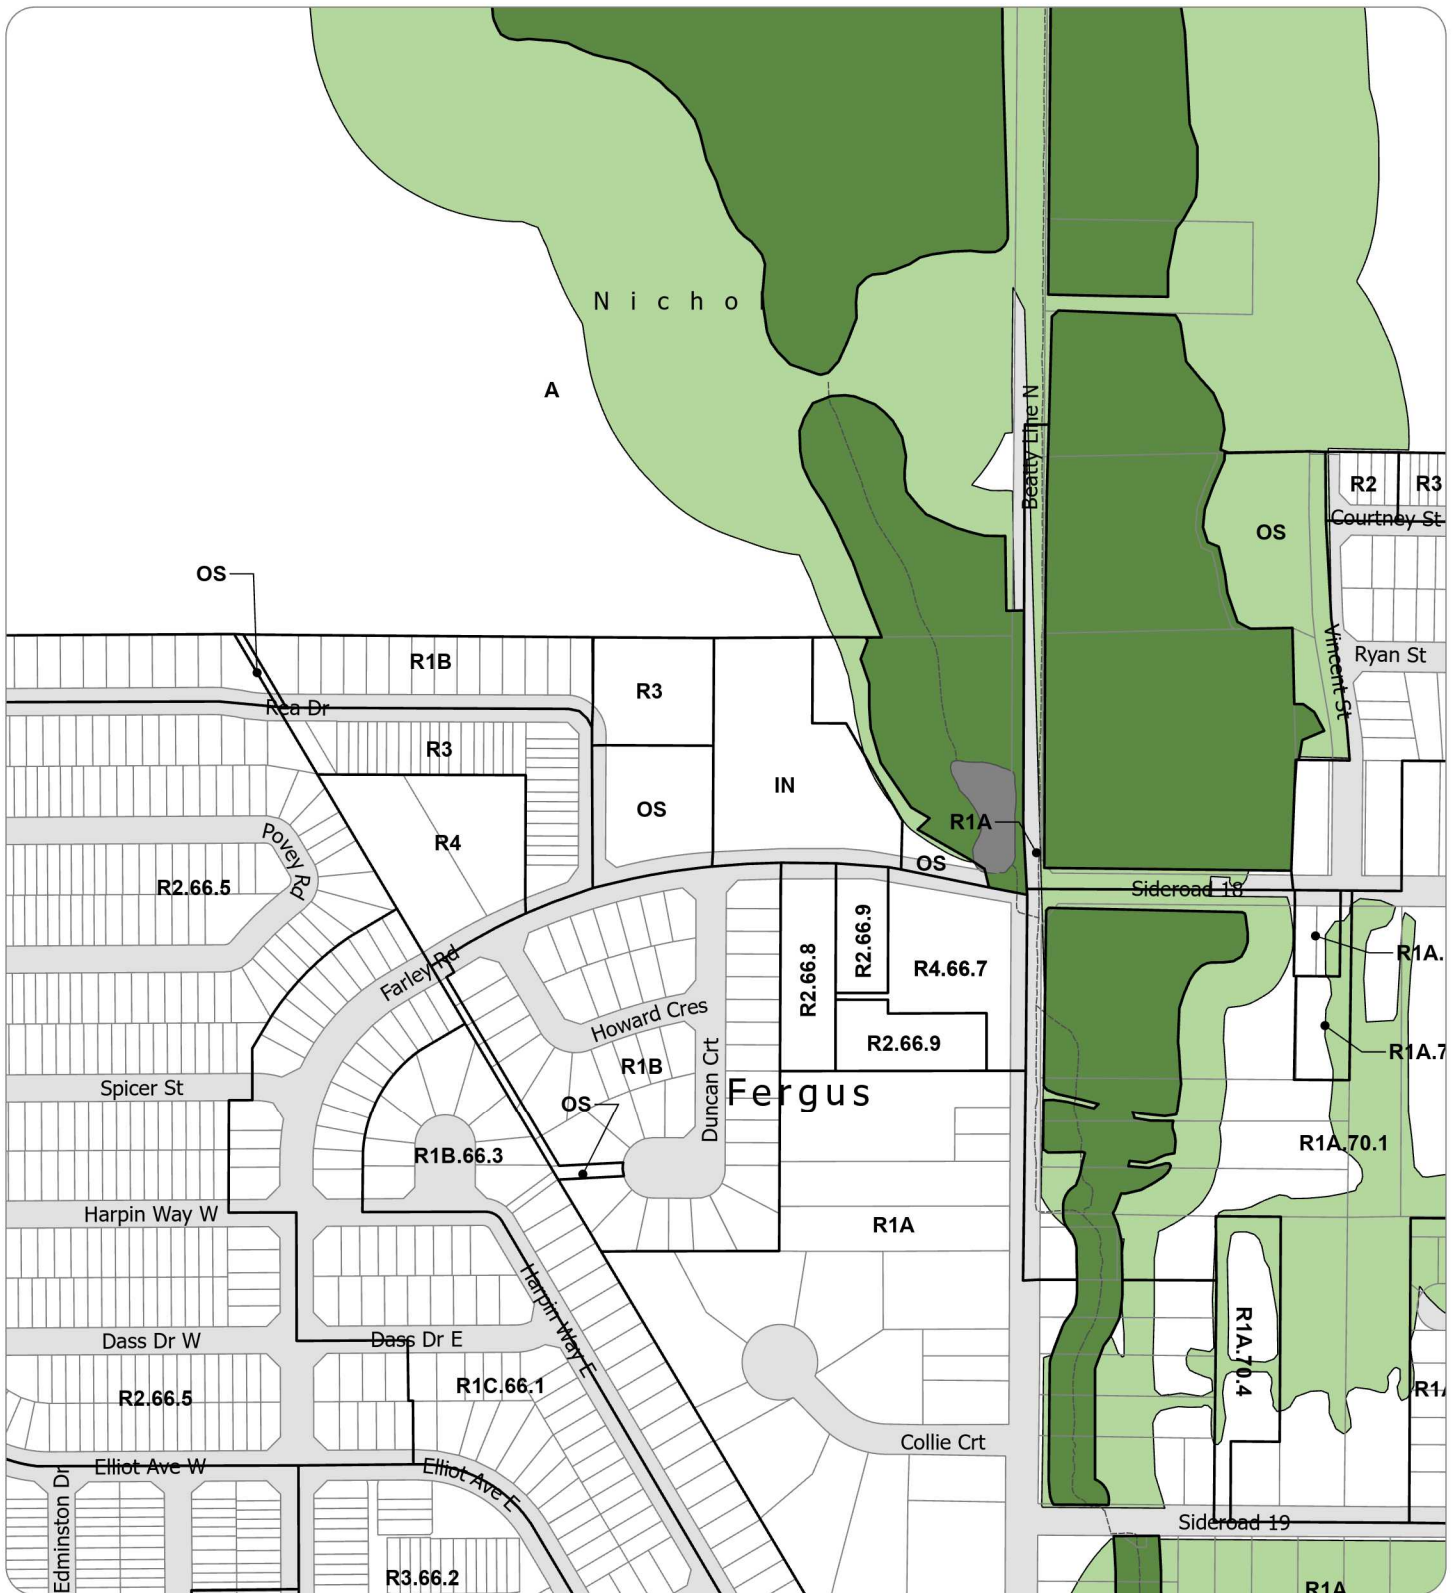 Nichol
A
Beatty Line N
R2
R3
Courtney St
OS
OS
Vincent St
Ryan St
R1B
R3
Rea Dr
R3
IN
OS
R1A
R4
Povey Rd
R2.66.5
OS
Sideroad 18
R2.66.8
R2.66.9
R4.66.7
R1A.
Farley Rd
Howard Cres
R2.66.9
R1A.7
R1B
Duncan Crt
Spicer St
Fergus
OS
R1A.70.1
R1B.66.3
Harpin Way W
R1A
Harpin Way E
R1A.70.4
Dass Dr W
Dass Dr E
R1C.66.1
R2.66.5
Collie Crt
Elliot Ave W
Elliot Ave E
Edminston Dr
Sideroad 19
R3.66.2
R1A